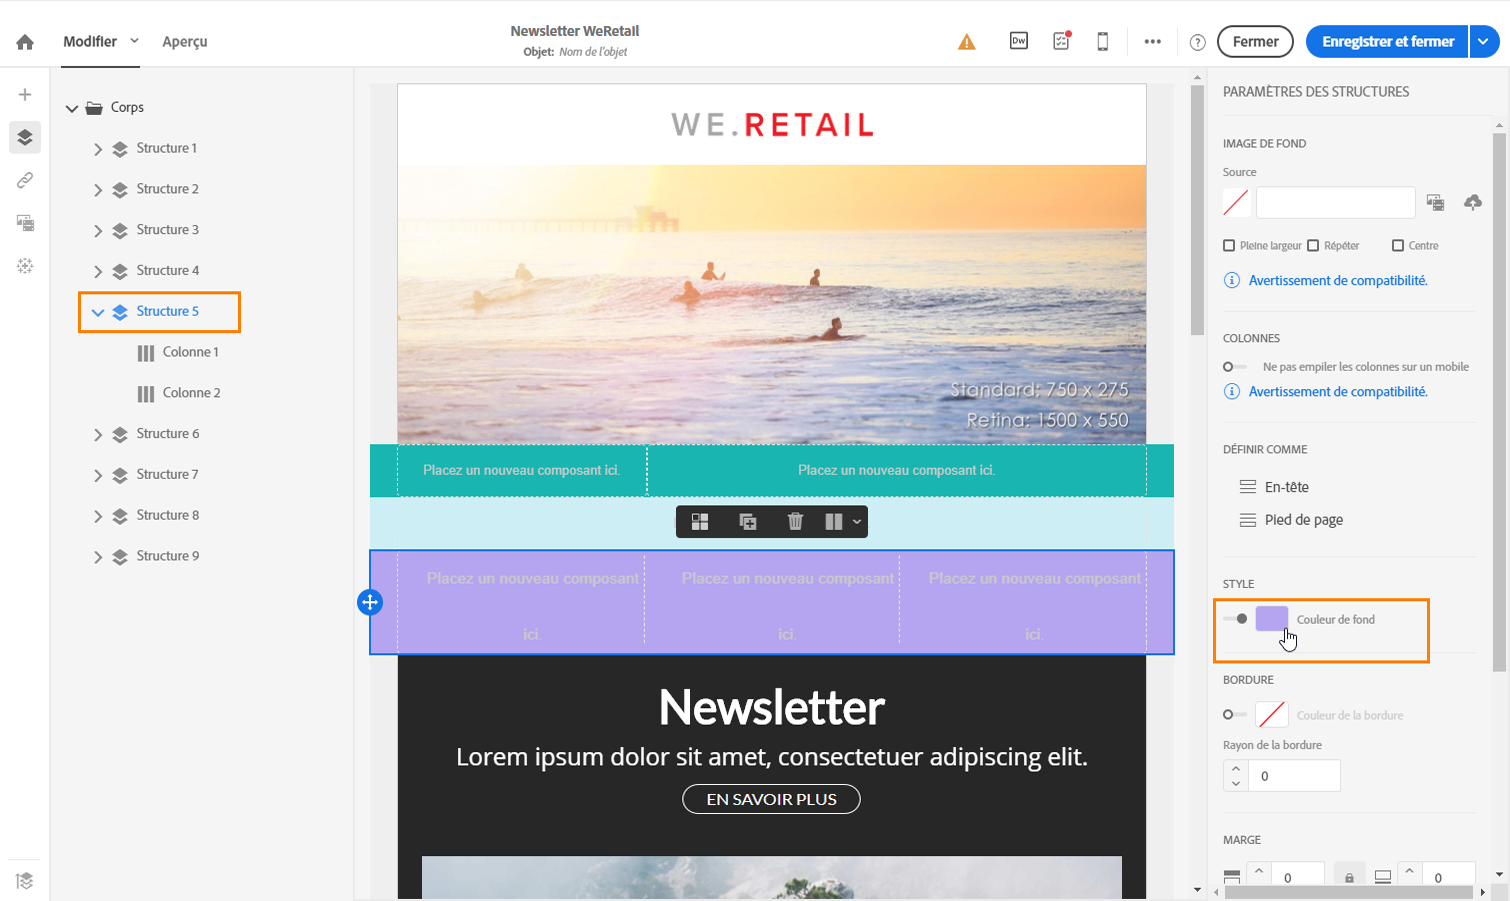 Modifier
Aperçu
Newsletter WeRetail
Objet: Nom de l'objet
Dw
Fermer
Enregistrer et fermer
Corps
Structure 1
Structure 2
Structure 3
Structure 4
Structure 5
Colonne 1
Colonne 2
Structure 6
Structure 7
Structure 8
Structure 9
WE.RETAIL
Standard: 750 x 275
Retina: 1500 x 550
Placez un nouveau composant ici.
Placez un nouveau composant ici.
Placez un nouveau composant
ici.
Placez un nouveau composant
ici.
Placez un nouveau composant
ici.
Newsletter
Lorem ipsum dolor sit amet, consectetuer adipiscing elit.
EN SAVOIR PLUS
PARAMÈTRES DES STRUCTURES
IMAGE DE FOND
Source
Pleine largeur
Répéter
Centre
Avertissement de compatibilité.
COLONNES
Ne pas empiler les colonnes sur un mobile
Avertissement de compatibilité.
DÉFINIR COMME
En-tête
Pied de page
STYLE
Couleur de fond
BORDURE
Couleur de la bordure
Rayon de la bordure
0
MARGE
0
0